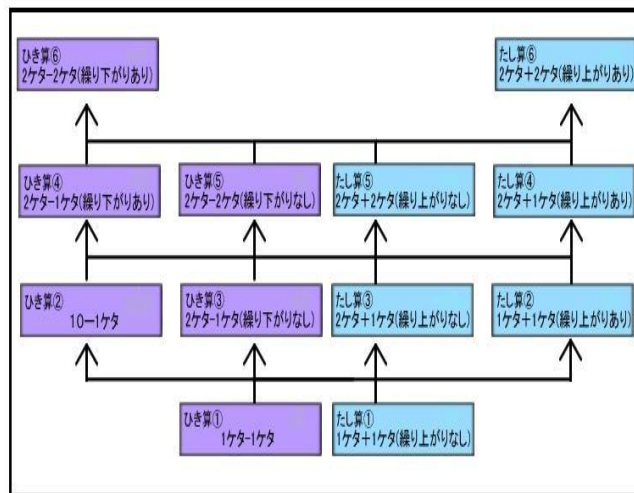 ひき算⑥
2ケタ-2ケタ(繰り下がりあり)
たし算⑥
2ケタ+2ケタ(繰り上がりあり)
ひき算④
2ケタ-1ケタ(繰り下がりあり)
ひき算⑤
2ケタ-2ケタ(繰り下がりなし)
たし算⑤
2ケタ+2ケタ(繰り上がりなし)
たし算④
2ケタ+1ケタ(繰り上がりあり)
ひき算②
10ー1ケタ
ひき算③
2ケタ-1ケタ(繰り下がりなし)
たし算③
2ケタ+1ケタ(繰り上がりなし)
たし算②
1ケタ+1ケタ(繰り上がりあり)
ひき算①
1ケタ-1ケタ
たし算①
1ケタ+1ケタ(繰り上がりなし)